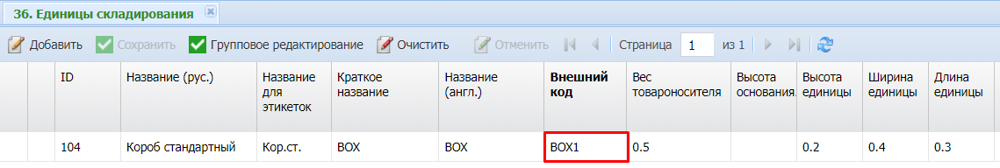 36. Единицы складирования
Добавить Сохранить Групповое редактирование Очистить Отменить Страница 1 из 1
ID Название (рус.) Название для этикеток Краткое название Название (англ.) Внешний код Вес товароносителя Высота основания. Высота единицы Ширина единицы Длина единицы
104 Короб стандартный Кор.ст. BOX BOX BOX1 0.5 0.2 0.4 0.3